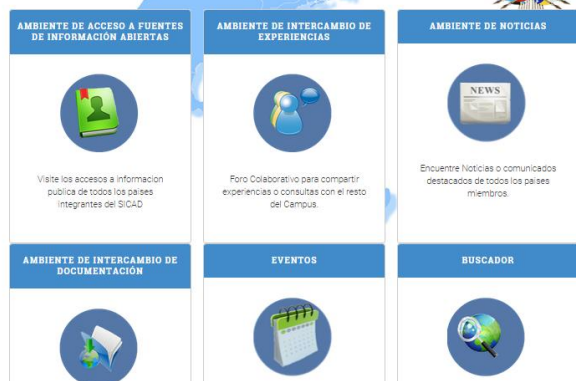 AMBIENTE DE ACCESO A FUENTES
DE INFORMACIÓN ABIERTAS
Visite los accesos a informacion
publica de todos los paises
integrantes del SICAD
AMBIENTE DE INTERCAMBIO DE
EXPERIENCIAS
Foro Colaborativo para compartir
experiencias o consultas con el resto
del Campus.
AMBIENTE DE NOTICIAS
NEWS
Encuentre Noticias o comunicados
destacados de todos los paises
miembros.
AMBIENTE DE INTERCAMBIO DE
DOCUMENTACIÓN
EVENTOS
BUSCADOR